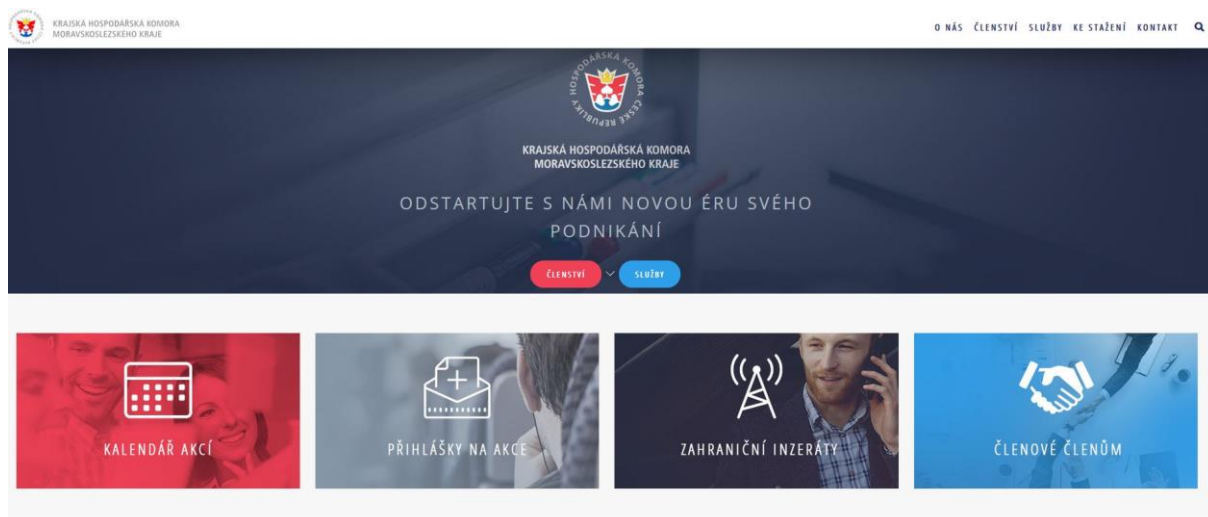 KRAJSKÁ HOSPODÁŘSKÁ KOMORA
MORAVSKOSLEZSKÉHO KRAJE
O NÁS ČLENSTVÍ SLUŽBY KE STAŽENÍ KONTAKT
HOSPODÁŘSKÁ KOMORA ČESKÉ REPUBLIKY
KRAJSKÁ HOSPODÁŘSKÁ KOMORA
MORAVSKOSLEZSKÉHO KRAJE
ODSTARTUJTE S NÁMI NOVOU ÉRU SVÉHO
PODNIKÁNÍ
ČLENSTVÍ SLUŽBY
KALENDÁŘ AKCÍ
PŘIHLÁŠKY NA AKCE
ZAHRANIČNÍ INZERÁTY
ČLENOVÉ ČLENŮM